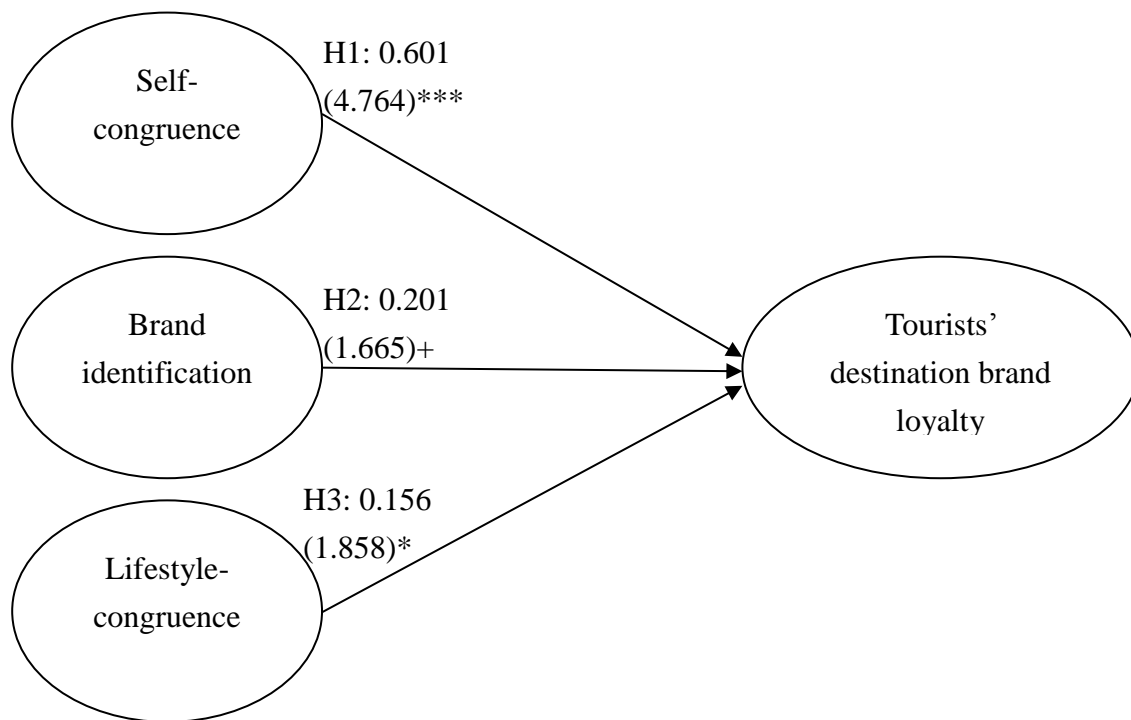 Self-
congruence
H1: 0.601
(4.764)***
Brand
identification
H2: 0.201
(1.665)+
Lifestyle-
congruence
H3: 0.156
(1.858)*
Tourists’
destination brand
loyalty